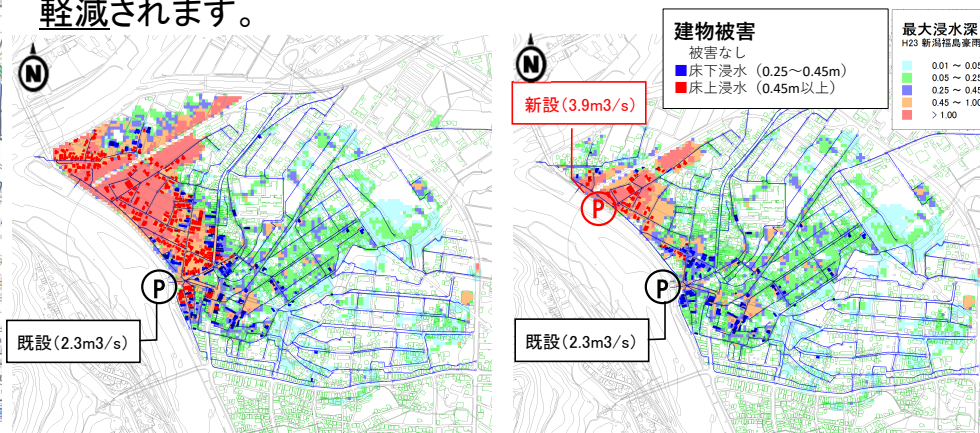 軽減されます。
N
P
既設(2.3m3/s)
N
新設(3.9m3/s)
P
P
既設(2.3m3/s)
建物被害
被害なし
床下浸水（0.25～0.45m）
床上浸水（0.45m以上）
最大浸水深
H23 新潟福島豪雨
0.01 ～ 0.05
0.05 ～ 0.25
0.25 ～ 0.45
0.45 ～ 1.00
> 1.00